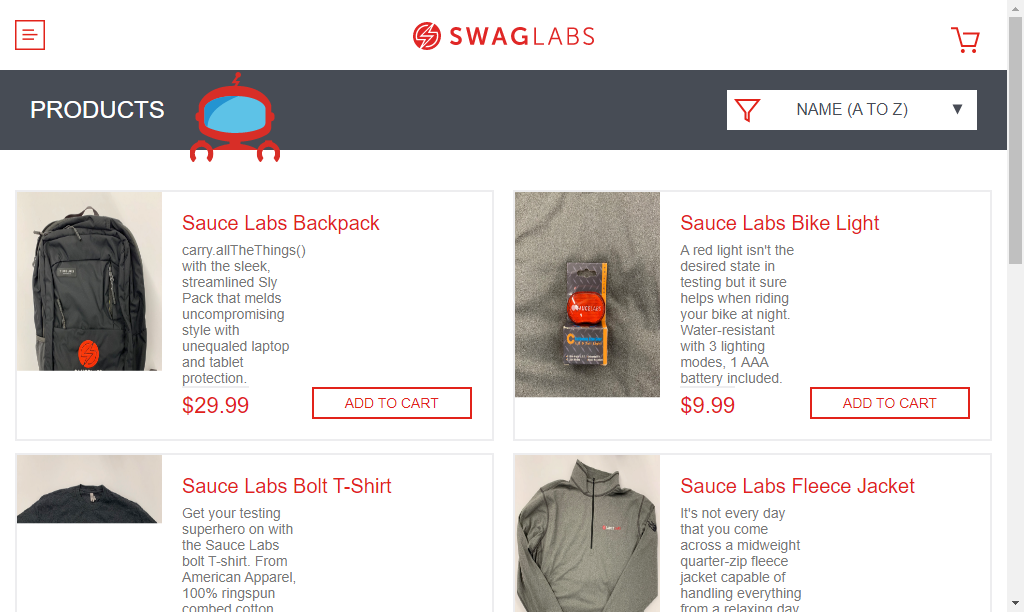 SWAGLABS
PRODUCTS
NAME (A TO Z)
Sauce Labs Backpack
carry.allTheThings()
with the sleek,
streamlined Sly
Pack that melds
uncompromising
style with
unequaled laptop
and tablet
protection.
$29.99
ADD TO CART
Sauce Labs Bike Light
A red light isn't the
desired state in
testing but it sure
helps when riding
your bike at night.
Water-resistant
with 3 lighting
modes, 1 AAA
battery included.
$9.99
ADD TO CART
Sauce Labs Bolt T-Shirt
Get your testing
superhero on with
the Sauce Labs
bolt T-shirt. From
American Apparel,
100% ringspun
combed cotton
Sauce Labs Fleece Jacket
It's not every day
that you come
across a midweight
quarter-zip fleece
jacket capable of
handling everything
from a relaxing day